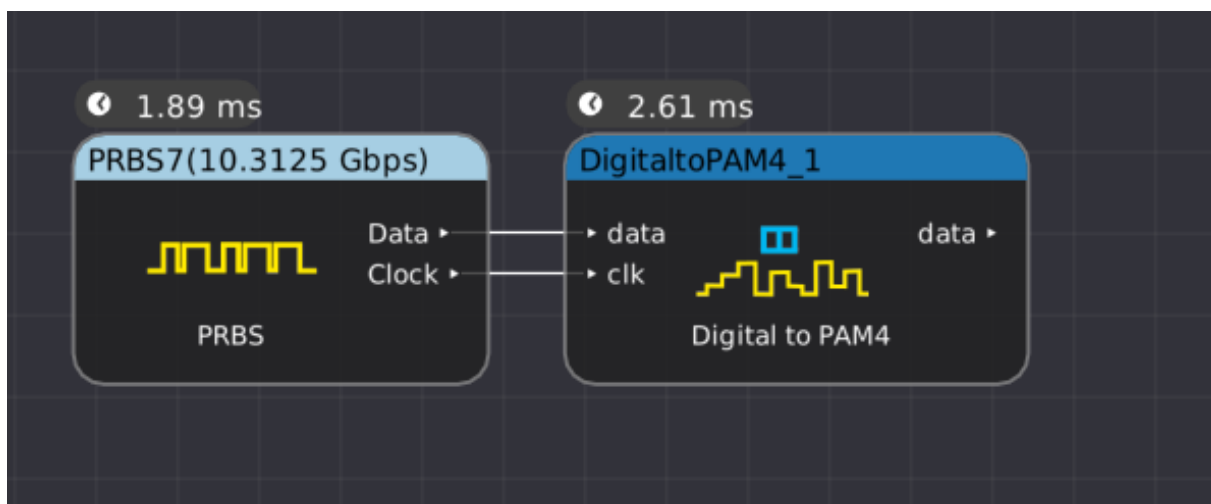 1.89 ms
PRBS7(10.3125 Gbps)
Data
Clock
PRBS
2.61 ms
DigitaltoPAM4_1
data
clk
data
Digital to PAM4